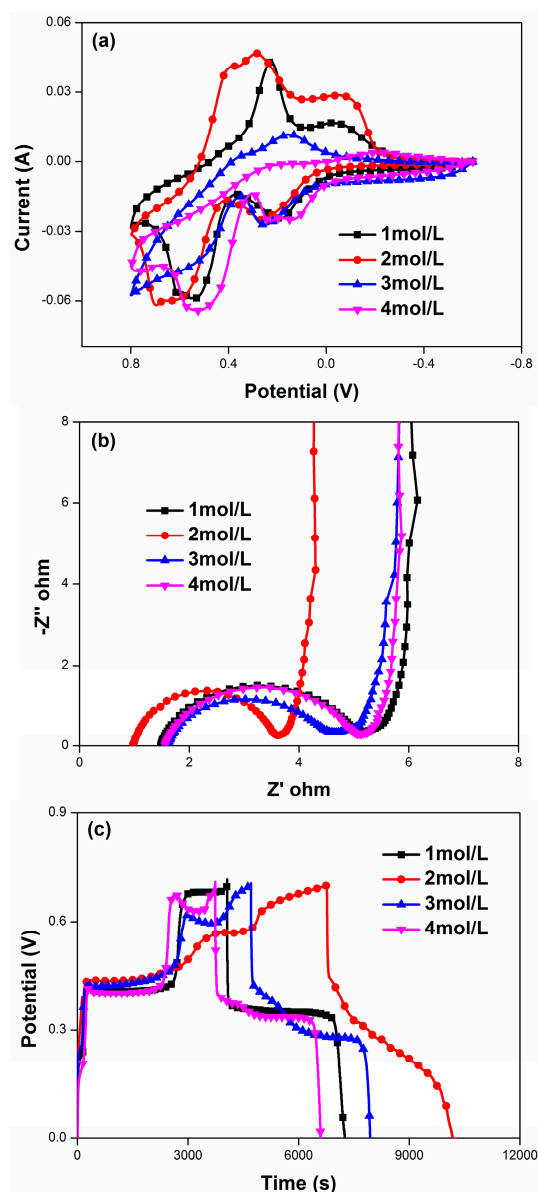 (a)
0.06
0.03
0.00
-0.03
-0.06
Current (A)
1mol/L
2mol/L
3mol/L
4mol/L
0.8 0.4 0.0 -0.4 -0.8
Potential (V)
(b)
8
6
4
2
0
-Z'' ohm
1mol/L
2mol/L
3mol/L
4mol/L
0 2 4 6 8
Z' ohm
(c)
0.9
0.6
0.3
0.0
Potential (V)
1mol/L
2mol/L
3mol/L
4mol/L
0 3000 6000 9000 12000
Time (s)